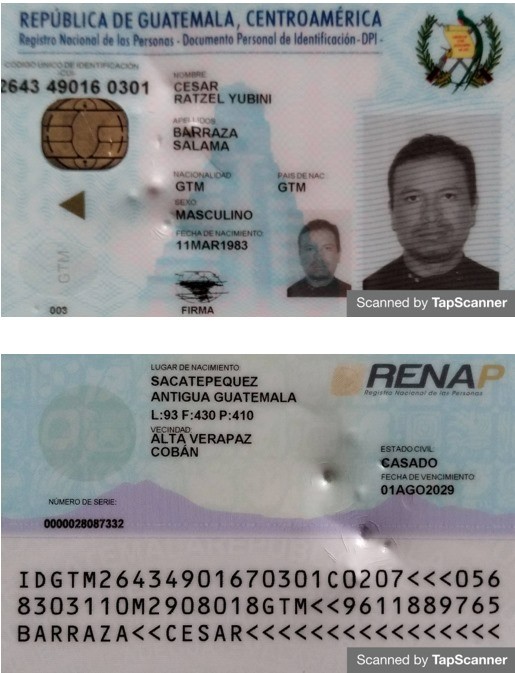 REPÚBLICA DE GUATEMALA, CENTROAMÉRICA
Registro Nacional de las Personas - Documento Personal de Identificación -DPI-
CÓDIGO ÚNICO DE IDENTIFICACIÓN
-CUI-
2643 49016 0301
NOMBRE
CESAR
RATZEL YUBINI
APELLIDOS
BARRAZA
SALAMA
NACIONALIDAD
GTM
PAIS DE NAC.
GTM
SEXO
MASCULINO
FECHA DE NACIMIENTO
11MAR1983
GTM
003
FIRMA
Scanned by TapScanner
LUGAR DE NACIMIENTO
SACATEPEQUEZ
ANTIGUA GUATEMALA
L:93 F:430 P:410
VECINDAD
ALTA VERAPAZ
COBÁN
RENAP
Registro Nacional de las Personas
ESTADO CIVIL
CASADO
FECHA DE VENCIMIENTO
01AGO2029
NÚMERO DE SERIE:
0000028087332
IDGTM26434901670301C0207<<<056
8303110M2908018GTM<<9611889765
BARRAZA<<CESAR<<<<<<<<<<<<<<<<
Scanned by TapScanner